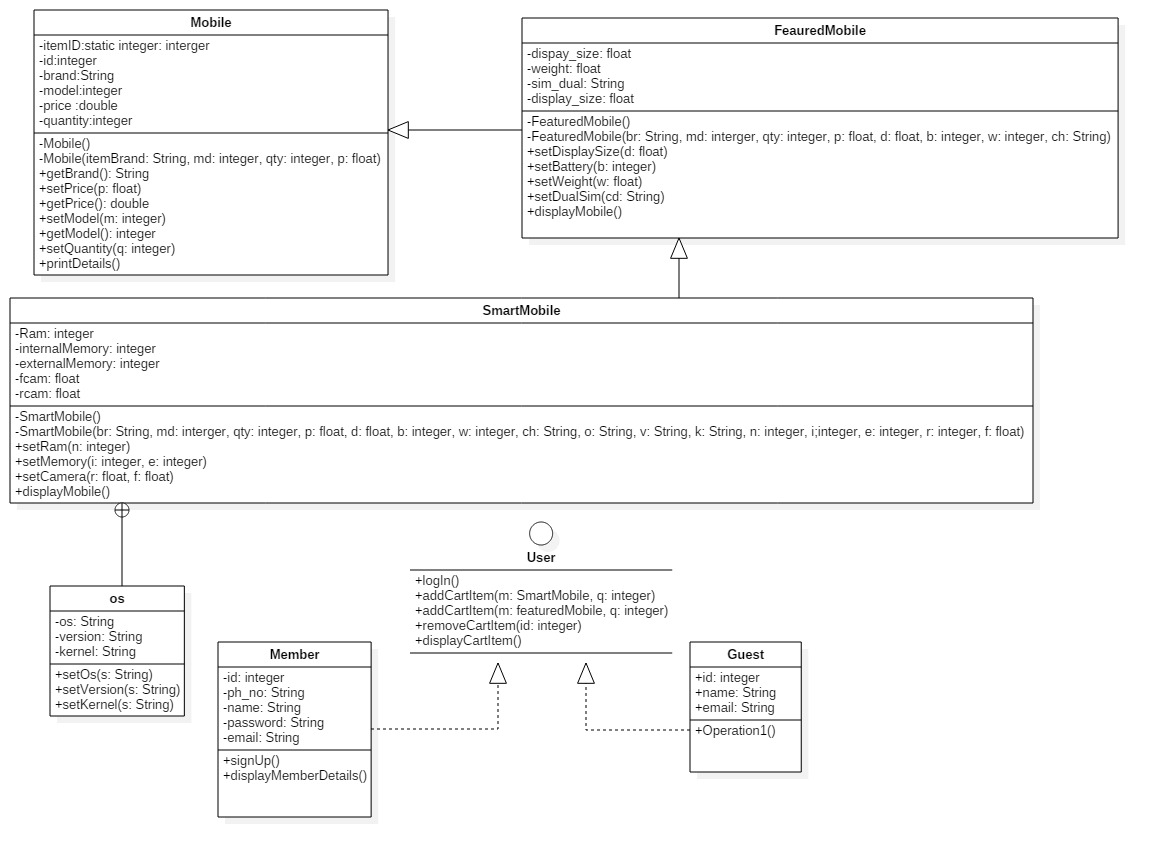 Mobile
-itemID:static integer: interger
-id:integer
-brand:String
-model:integer
-price :double
-quantity:integer
-Mobile()
-Mobile(itemBrand: String, md: integer, qty: integer, p: float)
+getBrand(): String
+setPrice(p: float)
+getPrice(): double
+setModel(m: integer)
+getModel(): integer
+setQuantity(q: integer)
+printDetails()
FeauredMobile
-dispay_size: float
-weight: float
-sim_dual: String
-display_size: float
-FeaturedMobile()
-FeaturedMobile(br: String, md: interger, qty: integer, p: float, d: float, b: integer, w: integer, ch: String)
+setDisplaySize(d: float)
+setBattery(b: integer)
+setWeight(w: float)
+setDualSim(cd: String)
+displayMobile()
SmartMobile
-Ram: integer
-internalMemory: integer
-externalMemory: integer
-fcam: float
-rcam: float
-SmartMobile()
-SmartMobile(br: String, md: interger, qty: integer, p: float, d: float, b: integer, w: integer, ch: String, o: String, v: String, k: String, n: integer, i;integer, e: integer, r: integer, f: float)
+setRam(n: integer)
+setMemory(i: integer, e: integer)
+setCamera(r: float, f: float)
+displayMobile()
os
-os: String
-version: String
-kernel: String
+setOs(s: String)
+setVersion(s: String)
+setKernel(s: String)
User
+logIn()
+addCartItem(m: SmartMobile, q: integer)
+addCartItem(m: featuredMobile, q: integer)
+removeCartItem(id: integer)
+displayCartItem()
Member
-id: integer
-ph_no: String
-name: String
-password: String
-email: String
+signUp()
+displayMemberDetails()
Guest
+id: integer
+name: String
+email: String
+Operation1()